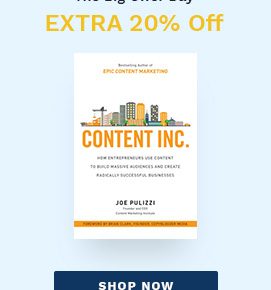 EXTRA 20% Off
Bestselling Author of
EPIC CONTENT MARKETING
CONTENT INC.
HOW ENTREPRENEURS USE CONTENT
TO BUILD MASSIVE AUDIENCES AND CREATE
RADICALLY SUCCESSFUL BUSINESSES
JOE PULIZZI
Founder and CEO
Content Marketing Institute
FOREWORD BY BRIAN CLARK, FOUNDER, COPYBLOGGER MEDIA
SHOP NOW